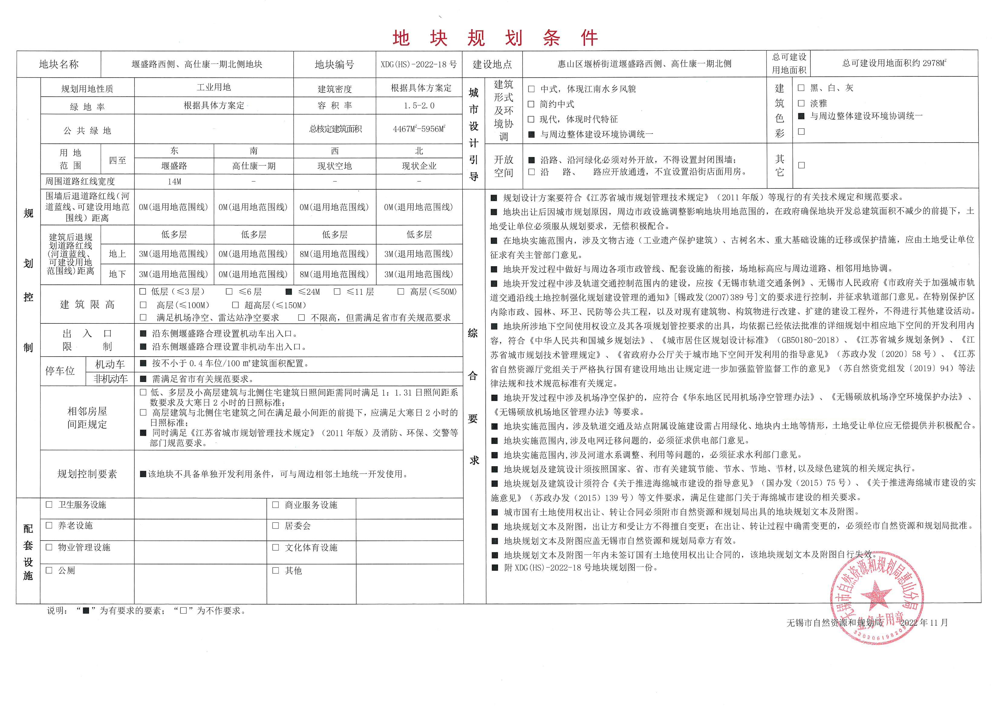 地块规划条件
地块名称 堰盛路西侧、高仕康一期北侧地块 地块编号 XDG(HS)-2022-18号 建设地点 惠山区堰桥街道堰盛路西侧、高仕康一期北侧 总可建设用地面积 总可建设用地面积约2978M²
规划控制
规划用地性质 工业用地 建筑密度 根据具体方案定
绿地率 根据具体方案定 容积率 1.5-2.0
公共绿地 - 总核定建筑面积 4467M²-5956M²
用地范围 四至 东 南 西 北
堰盛路 高仕康一期 现状空地 现状企业
周围道路红线宽度 14M - - -
围墙后退道路红线(河道蓝线、可建设用地范围线)距离 0M(退用地范围线) 0M(退用地范围线) 0M(退用地范围线) 0M(退用地范围线)
建筑后退规划道路红线(河道蓝线、可建设用地范围线)距离 低多层 低多层 低多层 低多层
地上 3M(退用地范围线) 0M(退用地范围线) 8M(退用地范围线) 3M(退用地范围线)
地下 3M(退用地范围线) 0M(退用地范围线) 8M(退用地范围线) 3M(退用地范围线)
建筑限高
□ 低层(≤3层) □ ≤6层 ■ ≤24M □ ≤11层 □ 高层(≤50M)
□ 高层(≤100M) □ 超高层(≤150M)
□ 满足机场净空、雷达站净空要求 □ 不限高，但需满足省市有关规范要求
出入口限制
■ 沿东侧堰盛路合理设置机动车出入口。
■ 沿东侧堰盛路合理设置非机动车出入口。
停车位 机动车 ■ 按不小于0.4车位/100㎡建筑面积配置。
非机动车 ■ 需满足省市有关规范要求。
相邻房屋间距规定
□ 低、多层及小高层建筑与北侧住宅建筑日照间距需同时满足1：1.31日照间距系
数要求及大寒日2小时的日照标准；
□ 高层建筑与北侧住宅建筑之间在满足最小间距的前提下，应满足大寒日2小时的
日照标准；
■ 同时满足《江苏省城市规划管理技术规定》（2011年版）及消防、环保、交警等
部门规范要求。
规划控制要素 ■该地块不具备单独开发利用条件，可与周边相邻土地统一开发使用。
配套设施
□ 卫生服务设施 □ 商业服务设施
□ 养老设施 □ 居委会
□ 物业管理设施 □ 文化体育设施
□ 公厕 □ 其他
城市设计引导
建筑形式及环境协调
□ 中式，体现江南水乡风貌
□ 简约中式
□ 现代，体现时代特征
■ 与周边整体建设环境协调统一
建筑色彩
□ 黑、白、灰
□ 淡雅
■ 与周边整体建设环境协调统一
□
开放空间
■ 沿路、沿河绿化必须对外开放，不得设置封闭围墙；
□ 沿 路、 路应开放通透，不宜设置沿街店面用房。
其它 □
综合要求
■ 规划设计方案要符合《江苏省城市规划管理技术规定》（2011年版）等现行的有关技术规定和规范要求。
■ 地块出让后因城市规划原因，周边市政设施调整影响地块用地范围的，在政府确保地块开发总建筑面积不减少的前提下，土
地受让单位必须服从规划要求，无偿积极配合。
■ 在地块实施范围内，涉及文物古迹（工业遗产保护建筑）、古树名木、重大基础设施的迁移或保护措施，应由土地受让单位
征求有关主管部门意见。
■ 地块开发过程中做好与周边各项市政管线、配套设施的衔接，场地标高应与周边道路、相邻用地协调。
■ 地块开发过程中涉及轨道交通控制范围内的建设，应按《无锡市轨道交通条例》、无锡市人民政府《市政府关于加强城市轨
道交通沿线土地控制强化规划建设管理的通知》[锡政发(2007)389号]文的要求进行控制，并征求轨道部门意见。在特别保护区
内除市政、园林、环卫、民防等公共工程，以及对现有建筑物、构筑物进行改建、扩建的建设工程外，不得进行其他建设活动。
■ 地块所涉地下空间使用权设立及其各项规划管控要求的出具，均依据已经依法批准的详细规划中相应地下空间的开发利用内
容，符合《中华人民共和国城乡规划法》、《城市居住区规划设计标准》（GB50180-2018）、《江苏省城乡规划条例》、《江
苏省城市规划技术管理规定》、《省政府办公厅关于城市地下空间开发利用的指导意见》（苏政办发〔2020〕58号）、《江苏
省自然资源厅党组关于严格执行国有建设用地出让规定进一步加强监管监督工作的意见》（苏自然资党组发〔2019〕94）等法
律法规和技术规范标准有关规定。
■ 地块开发过程中涉及机场净空保护的，应符合《华东地区民用机场净空管理办法》、《无锡硕放机场净空环境保护办法》、
《无锡硕放机场地区管理办法》等要求。
■ 地块实施范围内，涉及轨道交通及站点附属设施建设需占用绿化、地块内土地等情形，土地受让单位应无偿提供并积极配合。
■ 地块实施范围内,涉及电网迁移问题的，必须征求供电部门意见。
■ 地块实施范围内,涉及河道水系调整、利用等问题的，必须征求水利部门意见。
■ 地块规划及建筑设计须按照国家、省、市有关建筑节能、节水、节地、节材,以及绿色建筑的相关规定执行。
■ 地块规划及建筑设计须符合《关于推进海绵城市建设的指导意见》（国办发（2015）75号）、《关于推进海绵城市建设的实
施意见》（苏政办发（2015）139号）等文件要求，满足住建部门关于海绵城市建设的相关要求。
■ 城市国有土地使用权出让、转让合同必须附市自然资源和规划局出具的地块规划文本及附图。
■ 地块规划文本及附图，出让方和受让方不得擅自变更；在出让、转让过程中确需变更的，必须经市自然资源和规划局批准。
■ 地块规划文本及附图应盖无锡市自然资源和规划局章方有效。
■ 地块规划文本及附图一年内未签订国有土地使用权出让合同的，该地块规划文本及附图自行失效。
■ 附XDG(HS)-2022-18号地块规划图一份。
说明：“■”为有要求的要素；“□”为不作要求。
无锡市自然资源和规划局 2022年11月
无锡市自然资源和规划局惠山分局
业务专用章